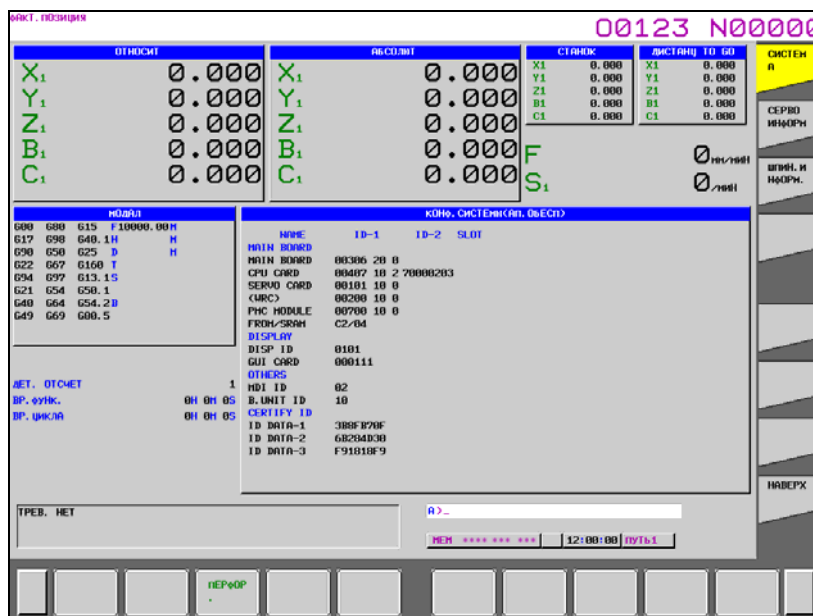 ФАКТ.ПОЗИЦИЯ
O0123 N00000
ОТНОСИТ
X1 0.000
Y1 0.000
Z1 0.000
B1 0.000
C1 0.000
АБСОЛЮТ
X1 0.000
Y1 0.000
Z1 0.000
B1 0.000
C1 0.000
СТАНОК
X1 0.000
Y1 0.000
Z1 0.000
B1 0.000
C1 0.000
ДИСТАНЦ TO GO
X1 0.000
Y1 0.000
Z1 0.000
B1 0.000
C1 0.000
F 0 ММ/МИН
S1 0 /МИН
СИСТЕМ
А
СЕРВО
ИНФОРМ
ШПИН. И
НФОРМ.
НАВЕРХ
МОДАЛ
G00 G80 G15 F10000.00M
G17 G98 G40.1H M
G90 G50 G25 D M
G22 G67 G160 T
G94 G97 G13.1S
G21 G54 G50.1
G40 G64 G54.2B
G49 G69 G00.5
ДЕТ. ОТСЧЕТ 1
ВР.ФУНК. 0H 0M 0S
ВР.ЦИКЛА 0H 0M 0S
КОНФ.СИСТЕМЫ(АП.ОБЕСП)
NAME ID-1 ID-2 SLOT
MAIN BOARD
MAIN BOARD 00306 20 0
CPU CARD 00407 10 2 70000203
SERVO CARD 00101 10 0
(WRC) 00200 10 0
PMC MODULE 00700 10 0
FROM/SRAM C2/04
DISPLAY
DISP ID 0101
GUI CARD 000111
OTHERS
MDI ID 02
B.UNIT ID 10
CERTIFY ID
ID DATA-1 3B8FB70F
ID DATA-2 6B284D30
ID DATA-3 F91818F9
ТРЕВ. НЕТ
A>_
MEM **** *** *** 12:00:00 ПУТЬ1
ПЕРФОР
.